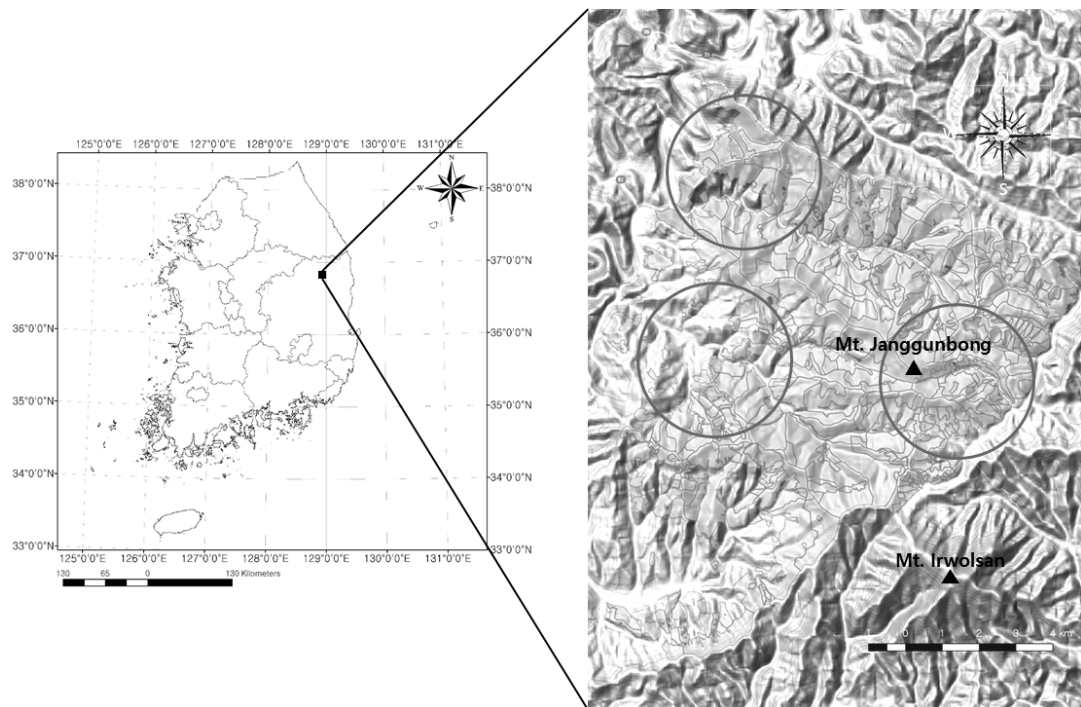 125°0'0"E 126°0'0"E 127°0'0"E 128°0'0"E 129°0'0"E 130°0'0"E 131°0'0"E
38°0'0"N
37°0'0"N
36°0'0"N
35°0'0"N
34°0'0"N
33°0'0"N
N
W
E
S
38°0'0"N
37°0'0"N
36°0'0"N
35°0'0"N
34°0'0"N
33°0'0"N
125°0'0"E 126°0'0"E 127°0'0"E 128°0'0"E 129°0'0"E 130°0'0"E 131°0'0"E
130 65 0 130 Kilometers
S
Mt. Janggunbong
Mt. Irwolsan
1 0 1 2 3 4 km